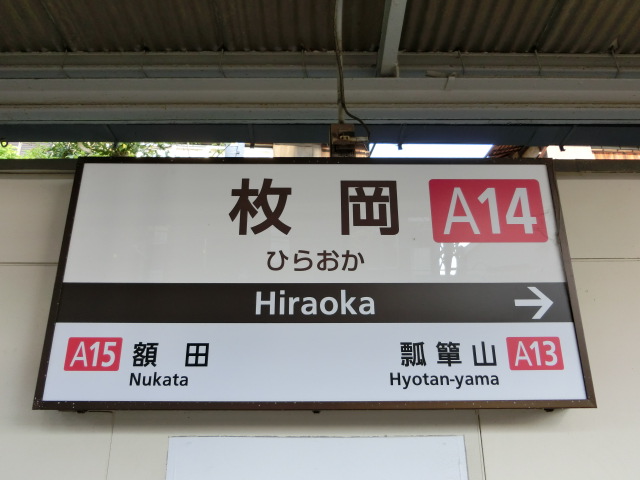 枚岡 A14
ひらおか
Hiraoka →
A15 額田 瓢箪山 A13
Nukata Hyotan-yama